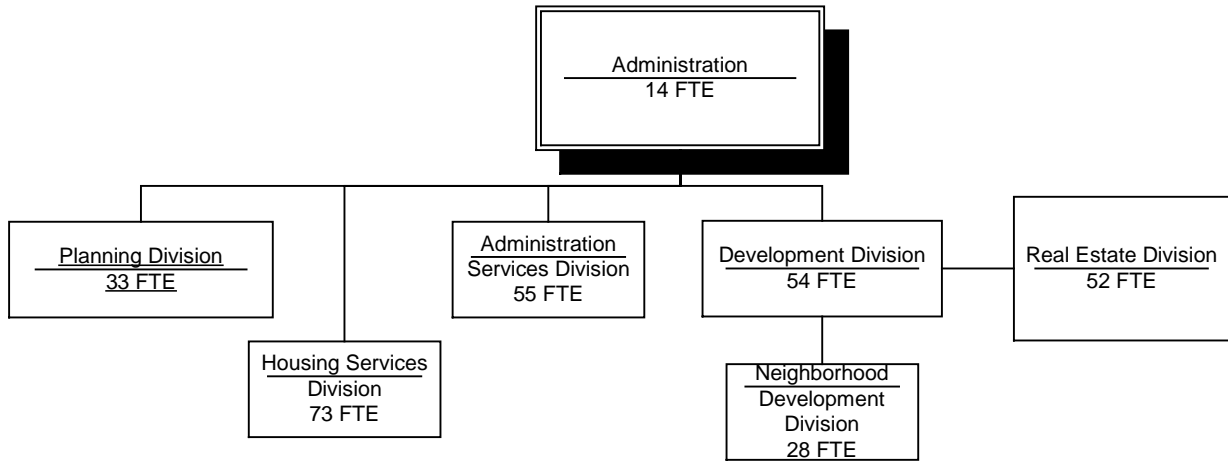 Administration
14 FTE
Planning Division
33 FTE
Administration
Services Division
55 FTE
Development Division
54 FTE
Real Estate Division
52 FTE
Housing Services
Division
73 FTE
Neighborhood
Development
Division
28 FTE